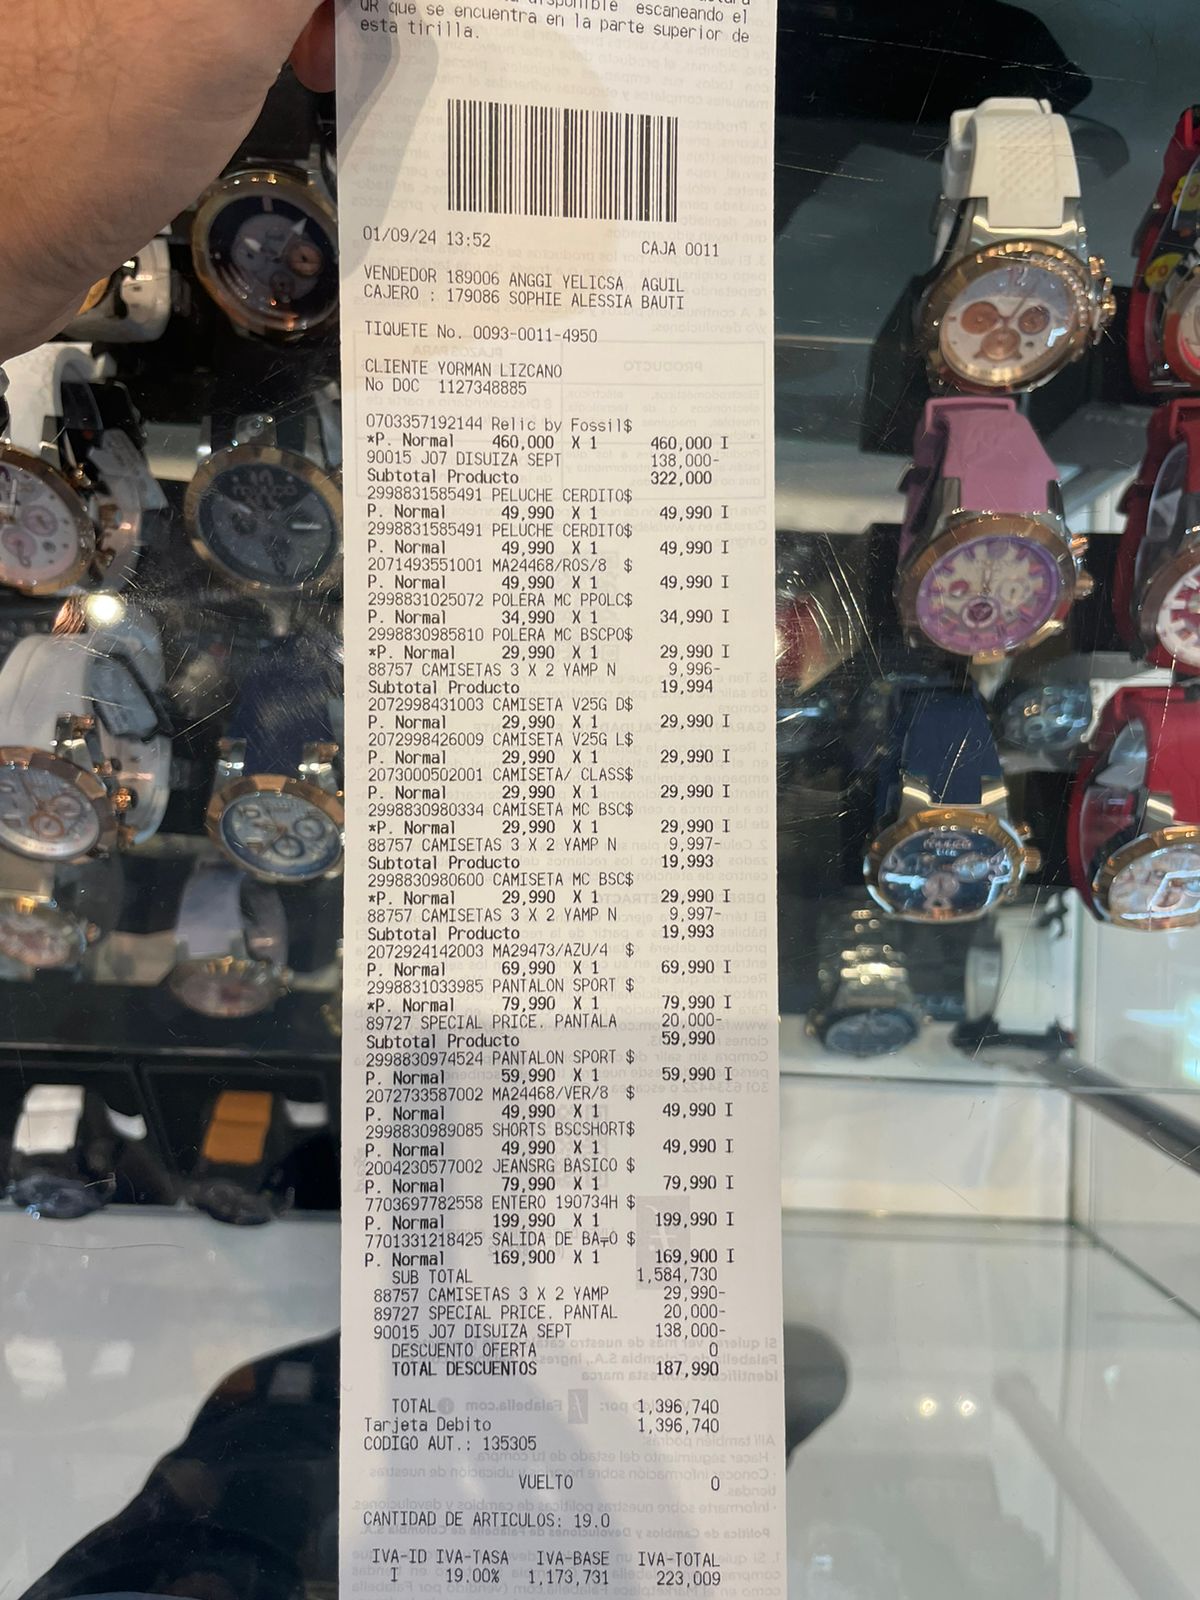 disponible escaneando el
QR que se encuentra en la parte superior de
esta tirilla.
01/09/24 13:52 CAJA 0011
VENDEDOR 189006 ANGGI YELICSA AGUIL
CAJERO : 179086 SOPHIE ALESSIA BAUTI
TIQUETE No. 0093-0011-4950
CLIENTE YORMAN LIZCANO
No DOC 1127348885
0703357192144 Relic by Fossil$
*P. Normal 460,000 X 1 460,000 I
90015 J07 DISUIZA SEPT 138,000-
Subtotal Producto 322,000
2998831585491 PELUCHE CERDITO$
P. Normal 49,990 X 1 49,990 I
2998831585491 PELUCHE CERDITO$
P. Normal 49,990 X 1 49,990 I
2071493551001 MA24468/ROS/8 $
P. Normal 49,990 X 1 49,990 I
2998831025072 POLERA MC PPOLC$
P. Normal 34,990 X 1 34,990 I
2998830985810 POLERA MC BSCPO$
*P. Normal 29,990 X 1 29,990 I
88757 CAMISETAS 3 X 2 YAMP N 9,996-
Subtotal Producto 19,994
2072998431003 CAMISETA V25G D$
P. Normal 29,990 X 1 29,990 I
2072998426009 CAMISETA V25G L$
P. Normal 29,990 X 1 29,990 I
2073000502001 CAMISETA/ CLASS$
P. Normal 29,990 X 1 29,990 I
2998830980334 CAMISETA MC BSC$
*P. Normal 29,990 X 1 29,990 I
88757 CAMISETAS 3 X 2 YAMP N 9,997-
Subtotal Producto 19,993
2998830980600 CAMISETA MC BSC$
*P. Normal 29,990 X 1 29,990 I
88757 CAMISETAS 3 X 2 YAMP N 9,997-
Subtotal Producto 19,993
2072924142003 MA29473/AZU/4 $
P. Normal 69,990 X 1 69,990 I
2998831033985 PANTALON SPORT $
*P. Normal 79,990 X 1 79,990 I
89727 SPECIAL PRICE. PANTALA 20,000-
Subtotal Producto 59,990
2998830974524 PANTALON SPORT $
P. Normal 59,990 X 1 59,990 I
2072733587002 MA24468/VER/8 $
P. Normal 49,990 X 1 49,990 I
2998830989085 SHORTS BSCSHORT$
P. Normal 49,990 X 1 49,990 I
2004230577002 JEANSRG BASICO $
P. Normal 79,990 X 1 79,990 I
7703697782558 ENTERO 190734H $
P. Normal 199,990 X 1 199,990 I
7701331218425 SALIDA DE BA╤O $
P. Normal 169,900 X 1 169,900 I
SUB TOTAL 1,584,730
88757 CAMISETAS 3 X 2 YAMP 29,990-
89727 SPECIAL PRICE. PANTAL 20,000-
90015 J07 DISUIZA SEPT 138,000-
DESCUENTO OFERTA 0
TOTAL DESCUENTOS 187,990
TOTAL 1,396,740
Tarjeta Debito 1,396,740
CODIGO AUT.: 135305
VUELTO 0
CANTIDAD DE ARTICULOS: 19.0
IVA-ID IVA-TASA IVA-BASE IVA-TOTAL
I 19.00% 1,173,731 223,009